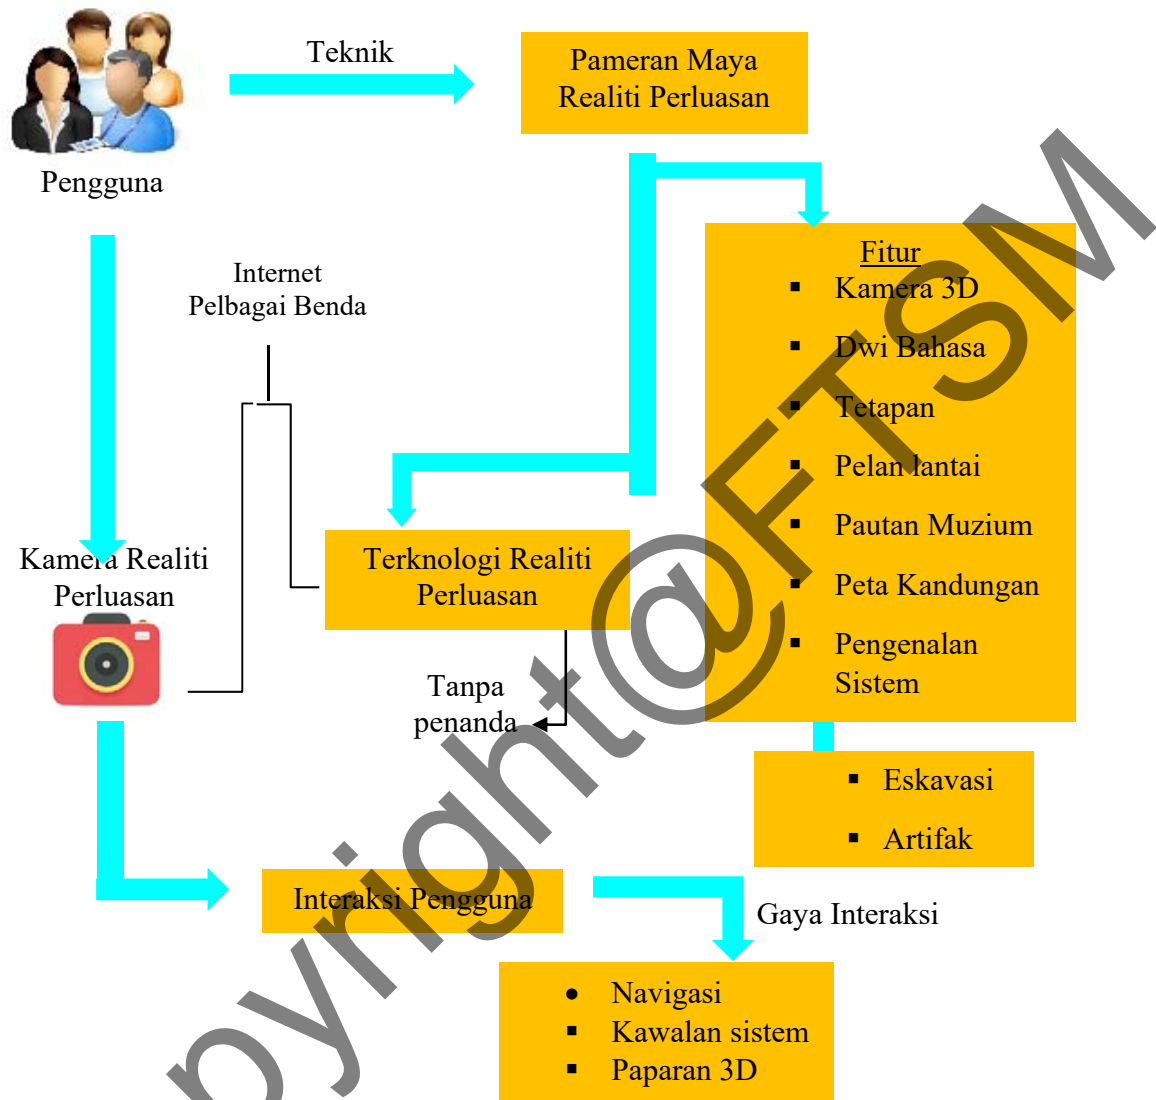 Teknik
Pameran Maya
Realiti Perluasan
Pengguna
Internet
Pelbagai Benda
Fitur
▪ Kamera 3D
▪ Dwi Bahasa
▪ Tetapan
▪ Pelan lantai
▪ Pautan Muzium
▪ Peta Kandungan
▪ Pengenalan
Sistem
Kamera Realiti
Perluasan
Terknologi Realiti
Perluasan
Tanpa
penanda
▪ Eskavasi
▪ Artifak
Interaksi Pengguna
Gaya Interaksi
• Navigasi
▪ Kawalan sistem
▪ Paparan 3D
pyright@FTSM